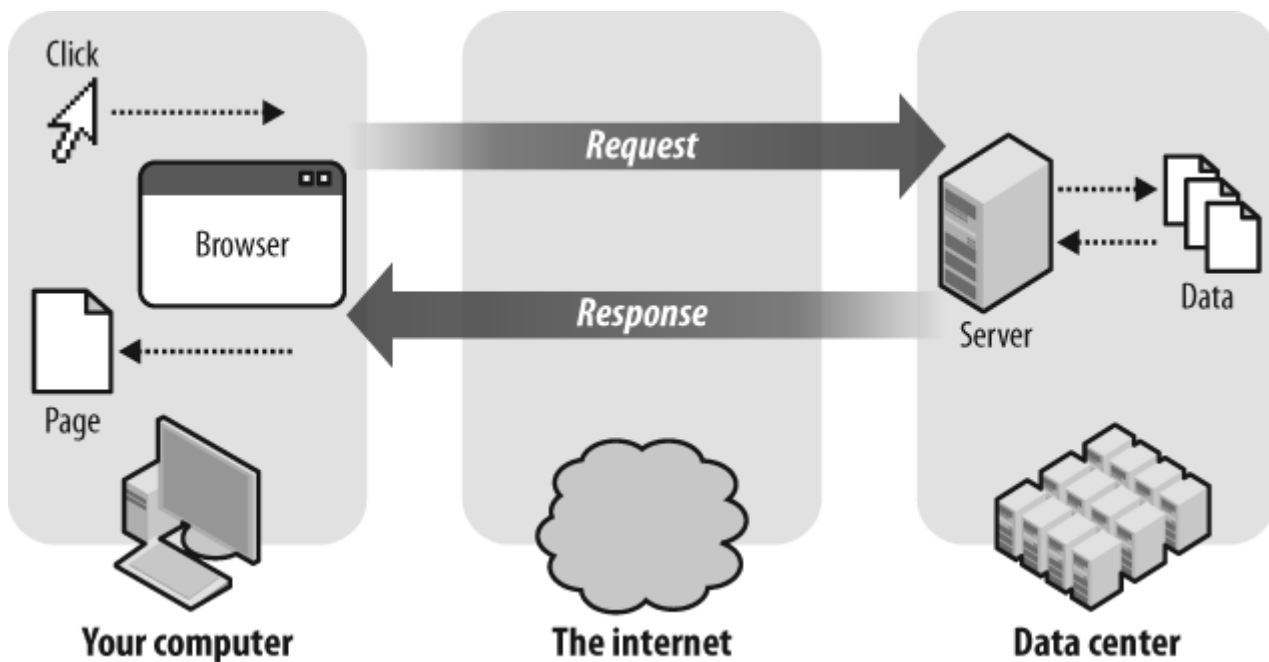 Click
Request
Browser
Response
Data
Server
Page
Your computer
The internet
Data center